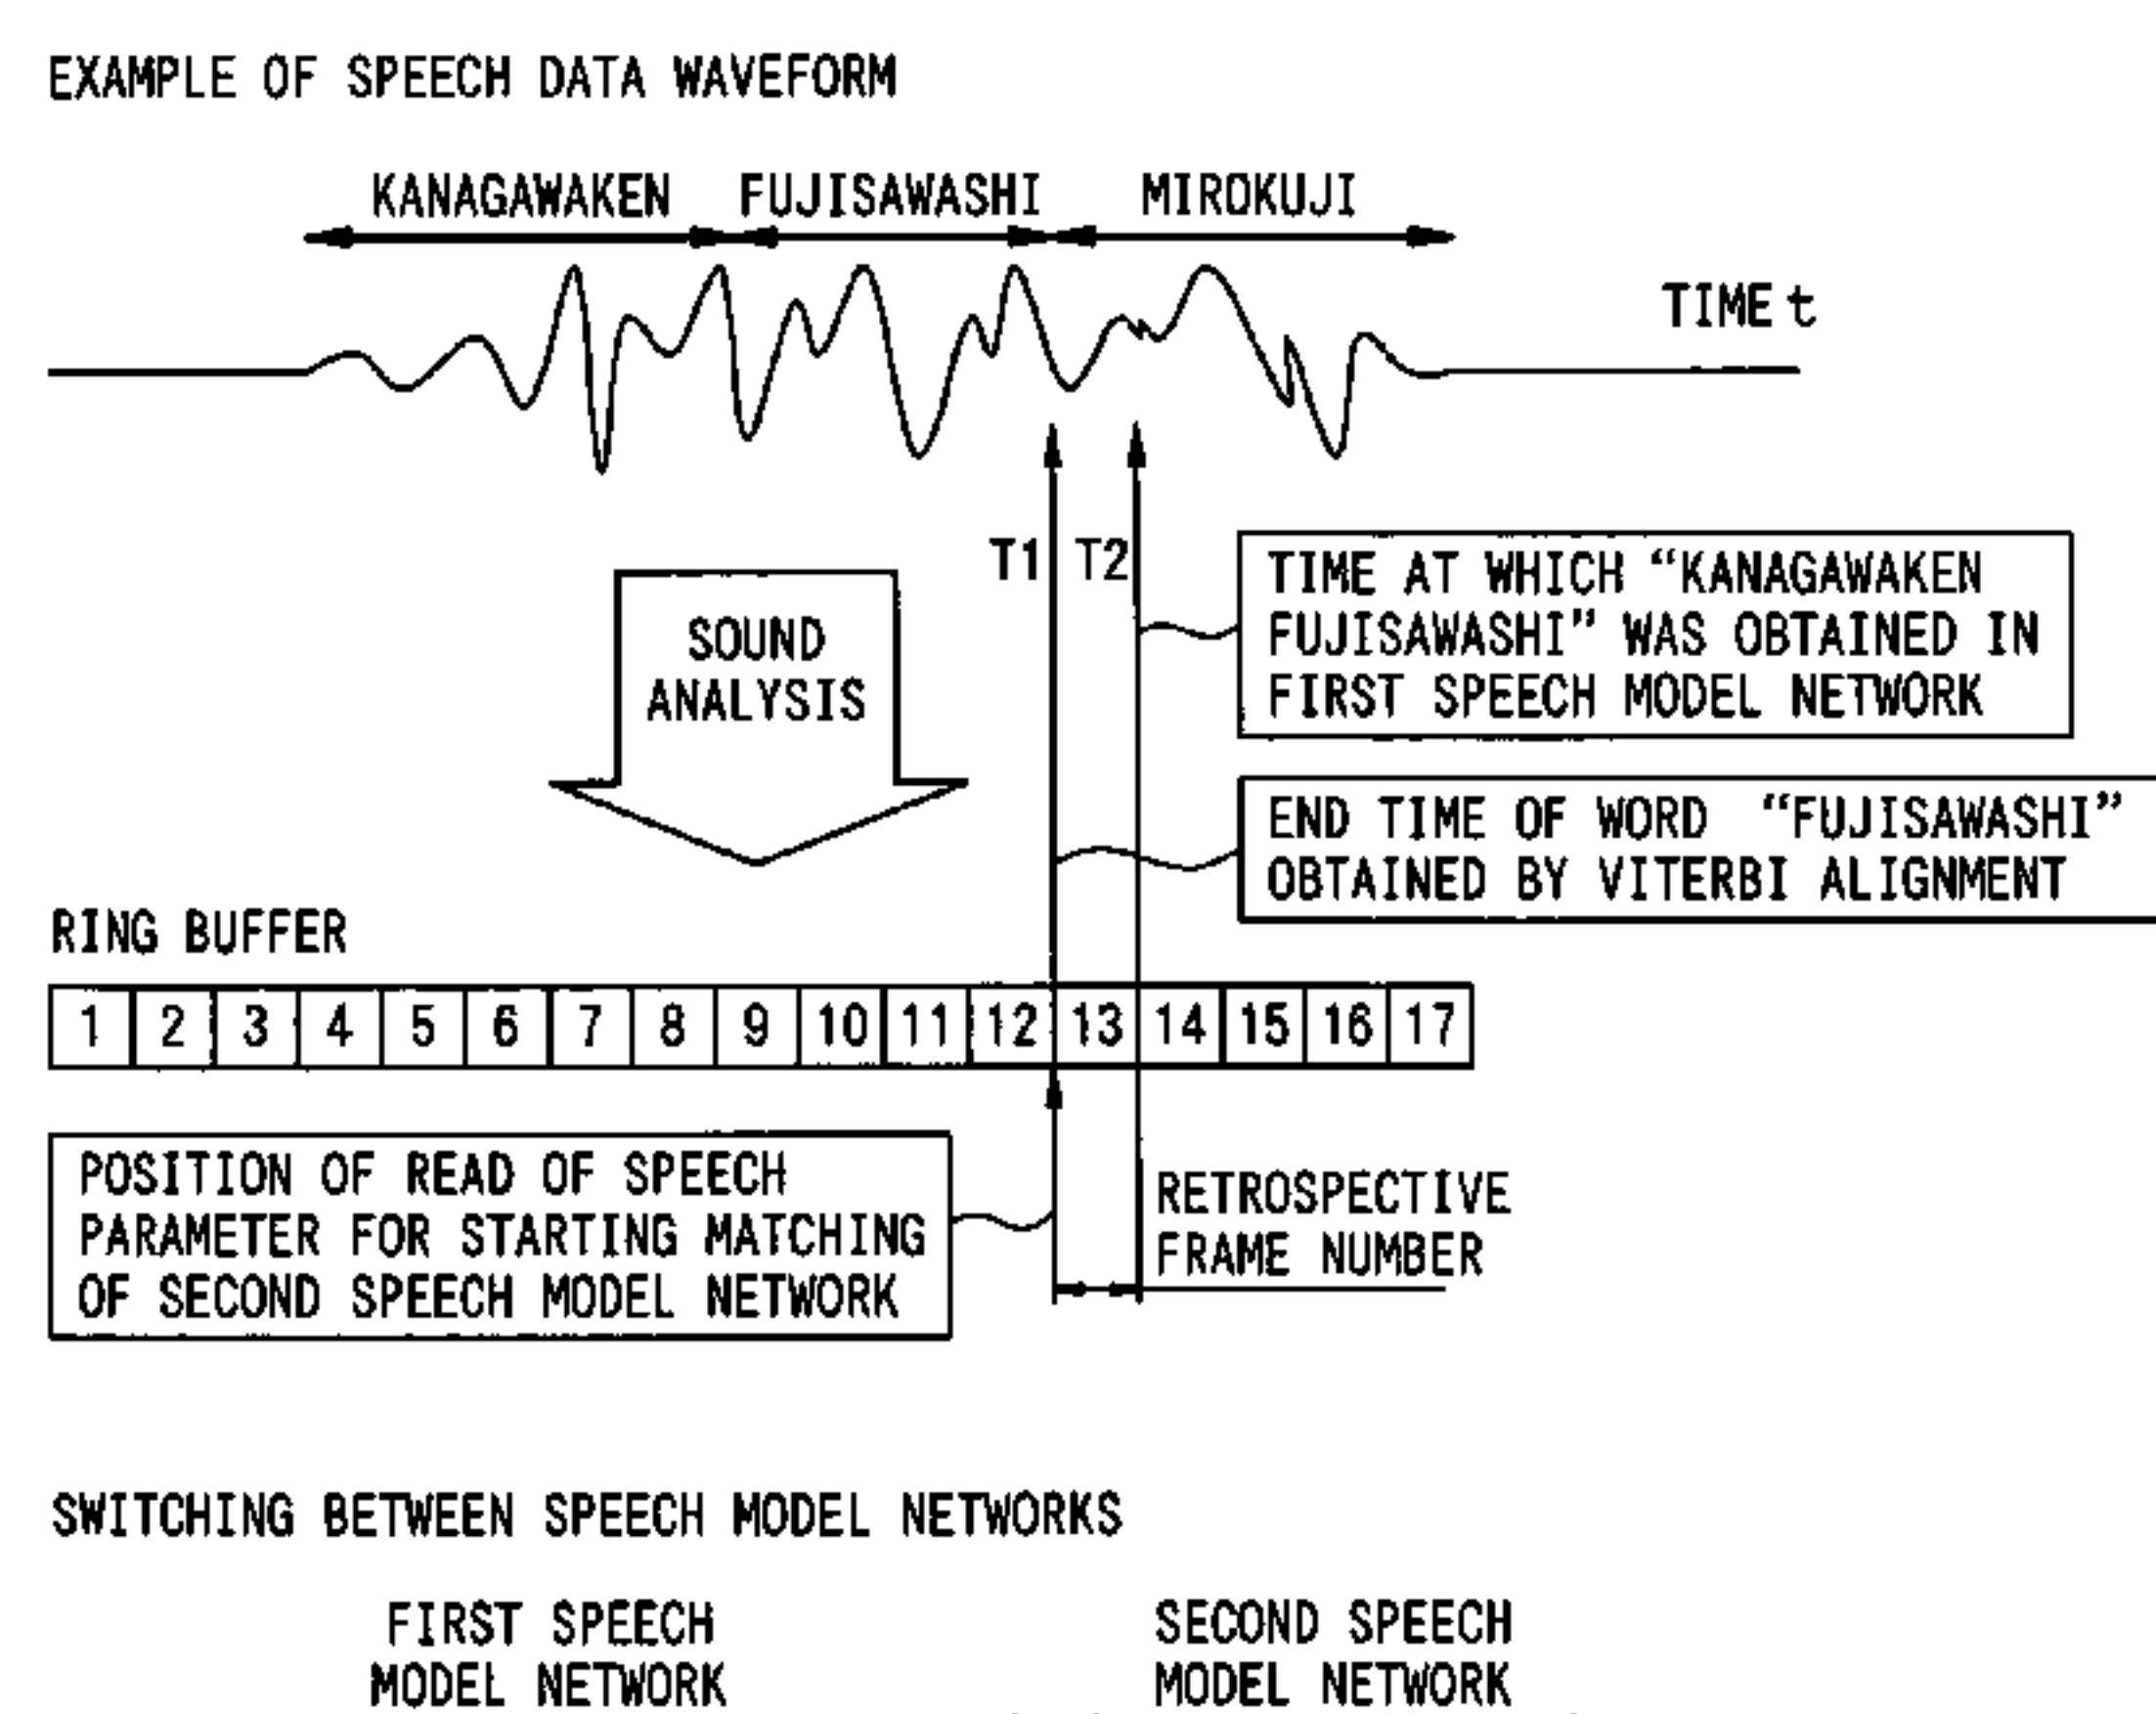 EXAMPLE OF SPEECH DATA WAVEFORM
KANAGAWAKEN FUJISAWASHI MIROKUJI
TIME t
T1 T2
TIME AT WHICH “KANAGAWAKEN
FUJISAWASHI” WAS OBTAINED IN
FIRST SPEECH MODEL NETWORK
SOUND
ANALYSIS
END TIME OF WORD “FUJISAWASHI”
OBTAINED BY VITERBI ALIGNMENT
RING BUFFER
1 2 3 4 5 6 7 8 9 10 11 12 13 14 15 16 17
POSITION OF READ OF SPEECH
PARAMETER FOR STARTING MATCHING
OF SECOND SPEECH MODEL NETWORK
RETROSPECTIVE
FRAME NUMBER
SWITCHING BETWEEN SPEECH MODEL NETWORKS
FIRST SPEECH
MODEL NETWORK
SECOND SPEECH
MODEL NETWORK